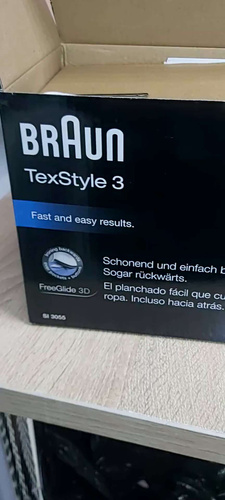 BRAUN
TexStyle 3
Fast and easy results.
Schonend und einfach
Sogar rückwärts.
FreeGlide 3D
El planchado fácil que
ropa. Incluso hacia atrás.
SI 3055